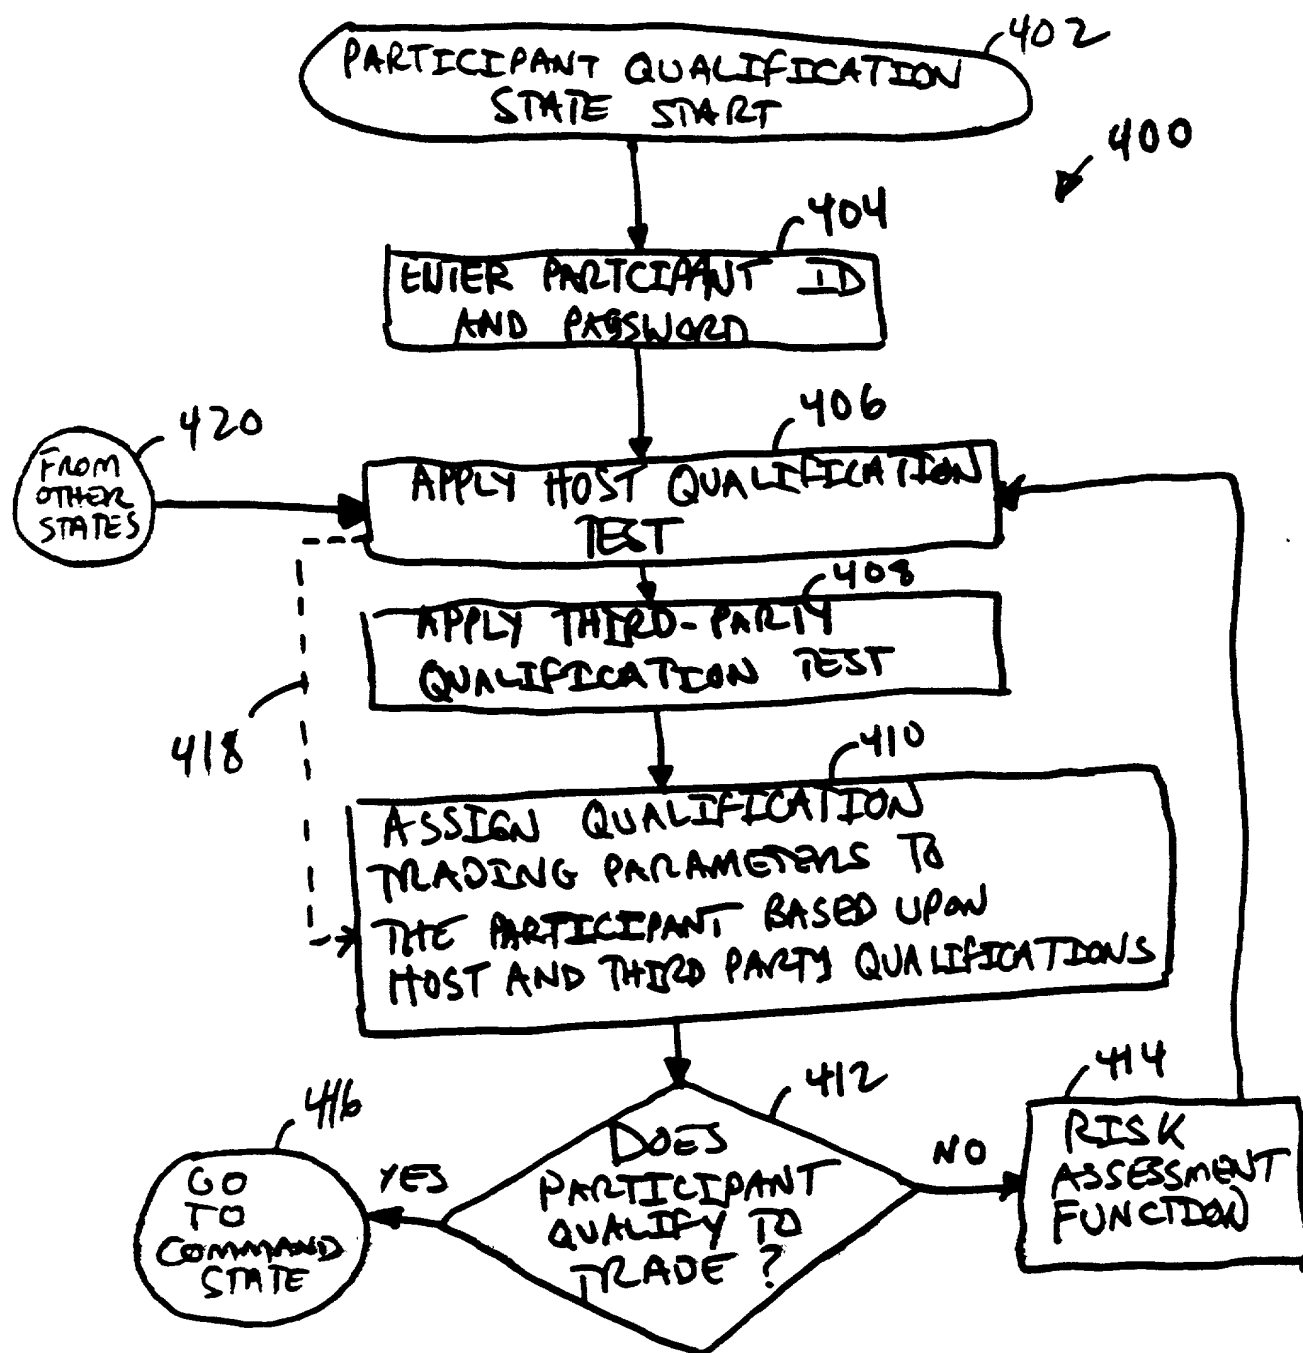 402
PARTICIPANT QUALIFICATION
STATE START
400
404
ENTER PARTCIPANT ID
AND PASSWORD
406
420
FROM
OTHER
STATES
APPLY HOST QUALIFICATION
TEST
408
APPLY THIRD-PARTY
QUALIFICATION TEST
418
410
ASSIGN QUALIFICATION
TRADING PARAMETERS TO
THE PARTICIPANT BASED UPON
HOST AND THIRD PARTY QUALIFICATIONS
412
414
416
DOES
PARTICIPANT
QUALIFY TO
TRADE?
YES
NO
GO
TO
COMMAND
STATE
RISK
ASSESSMENT
FUNCTION